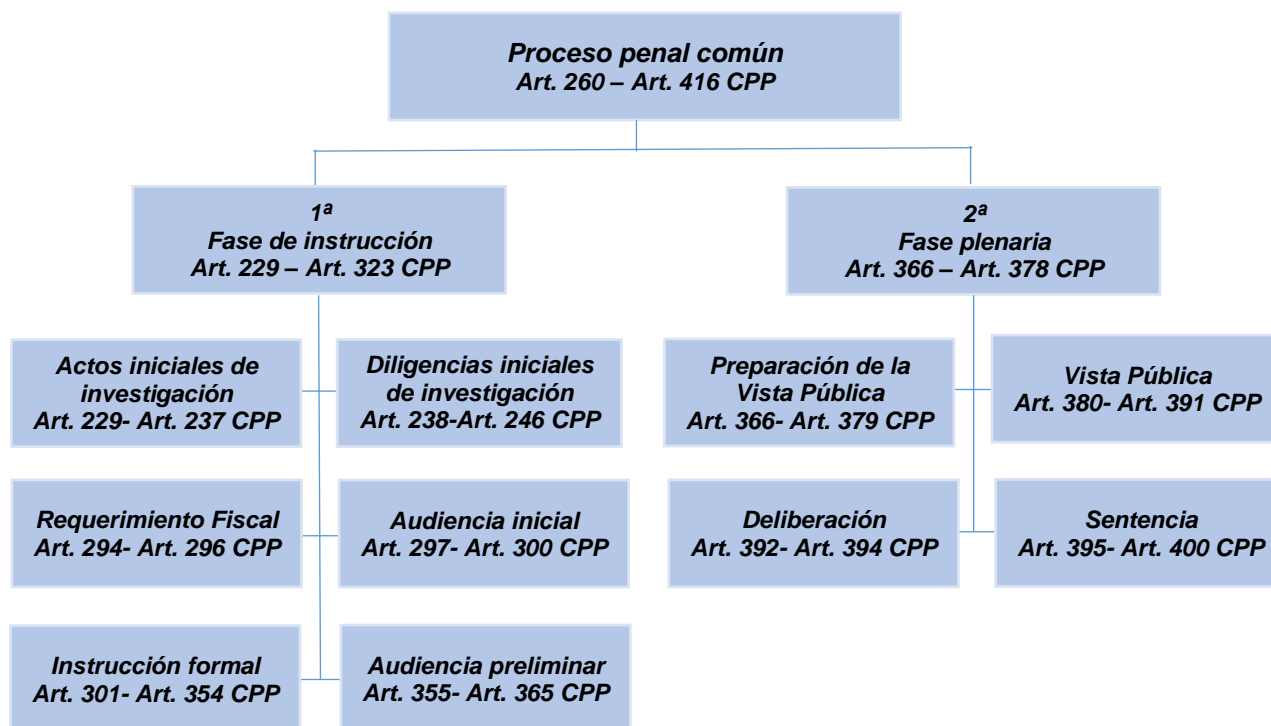 Proceso penal común
Art. 260 – Art. 416 CPP
1ª
Fase de instrucción
Art. 229 – Art. 323 CPP
2ª
Fase plenaria
Art. 366 – Art. 378 CPP
Actos iniciales de
investigación
Art. 229- Art. 237 CPP
Diligencias iniciales
de investigación
Art. 238-Art. 246 CPP
Preparación de la
Vista Pública
Art. 366- Art. 379 CPP
Vista Pública
Art. 380- Art. 391 CPP
Requerimiento Fiscal
Art. 294- Art. 296 CPP
Audiencia inicial
Art. 297- Art. 300 CPP
Deliberación
Art. 392- Art. 394 CPP
Sentencia
Art. 395- Art. 400 CPP
Instrucción formal
Art. 301- Art. 354 CPP
Audiencia preliminar
Art. 355- Art. 365 CPP